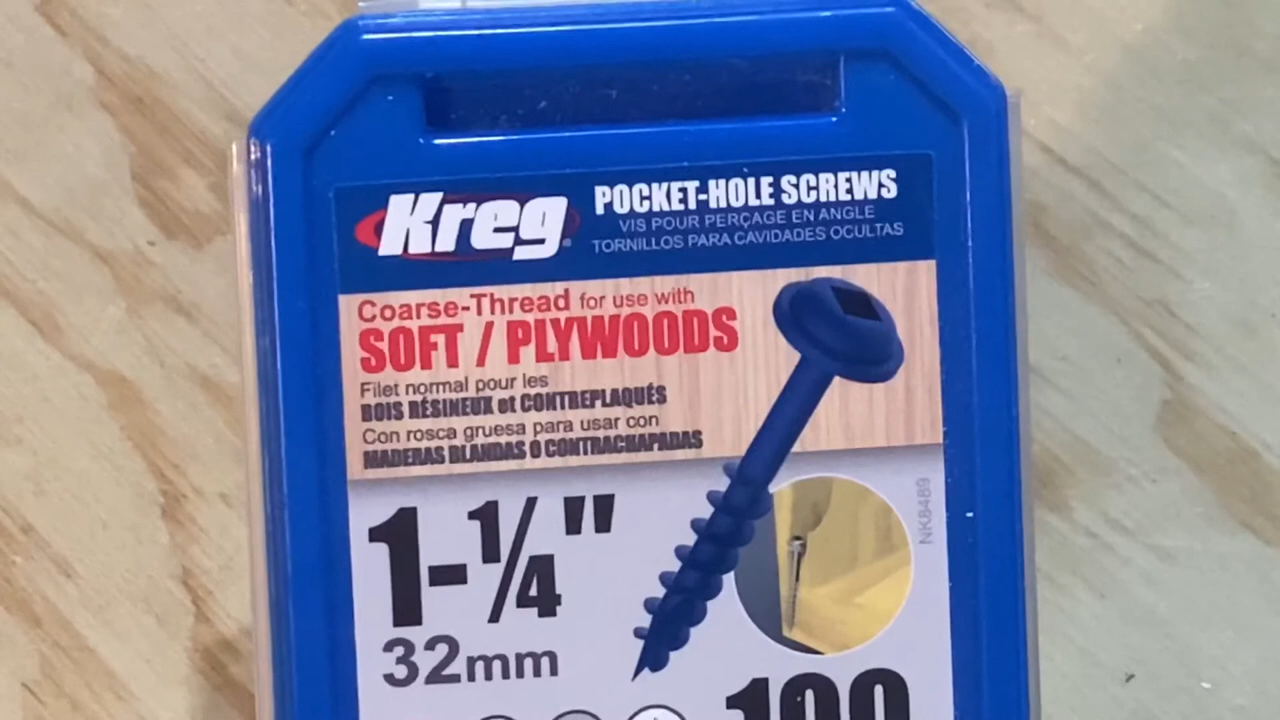 Kreg
POCKET-HOLE SCREWS
VIS POUR PERÇAGE EN ANGLE
TORNILLOS PARA CAVIDADES OCULTAS
Coarse-Thread for use with
SOFT / PLYWOODS
Filet normal pour les
BOIS RÉSINEUX et CONTREPLAQUÉS
Con rosca gruesa para usar con
MADERAS BLANDAS O CONTRACHAPADAS
1-¼"
32mm
NK8489
100